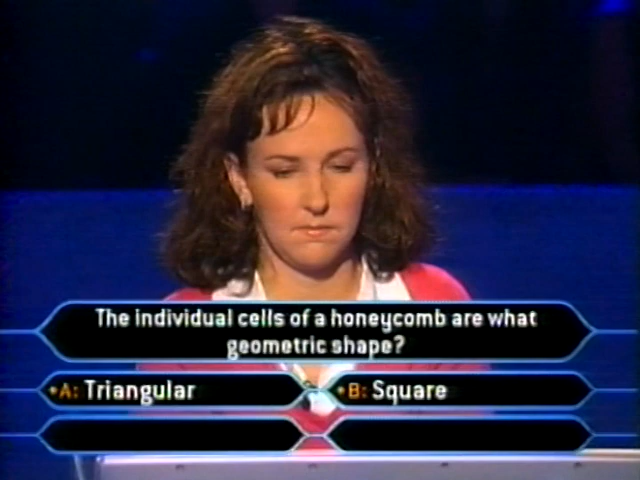 The individual cells of a honeycomb are what
geometric shape?
A: Triangular
B: Square